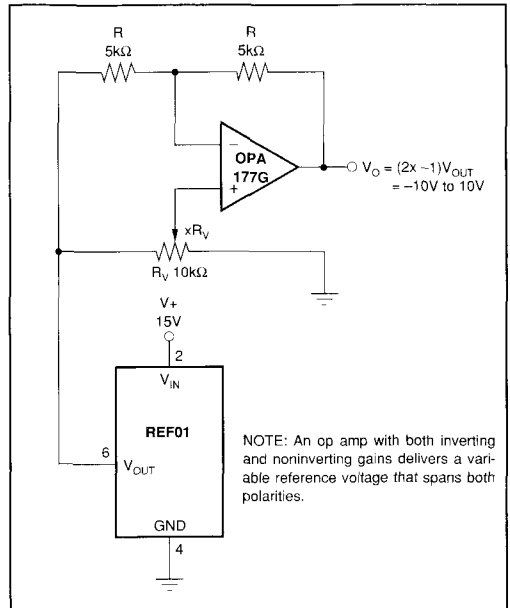 R
5kΩ
R
5kΩ
−
OPA
177G
+
V_O = (2x −1)V_OUT
= −10V to 10V
xR_V
R_V 10kΩ
V+
15V
2
V_IN
REF01
6
V_OUT
GND
4
NOTE: An op amp with both inverting
and noninverting gains delivers a vari-
able reference voltage that spans both
polarities.